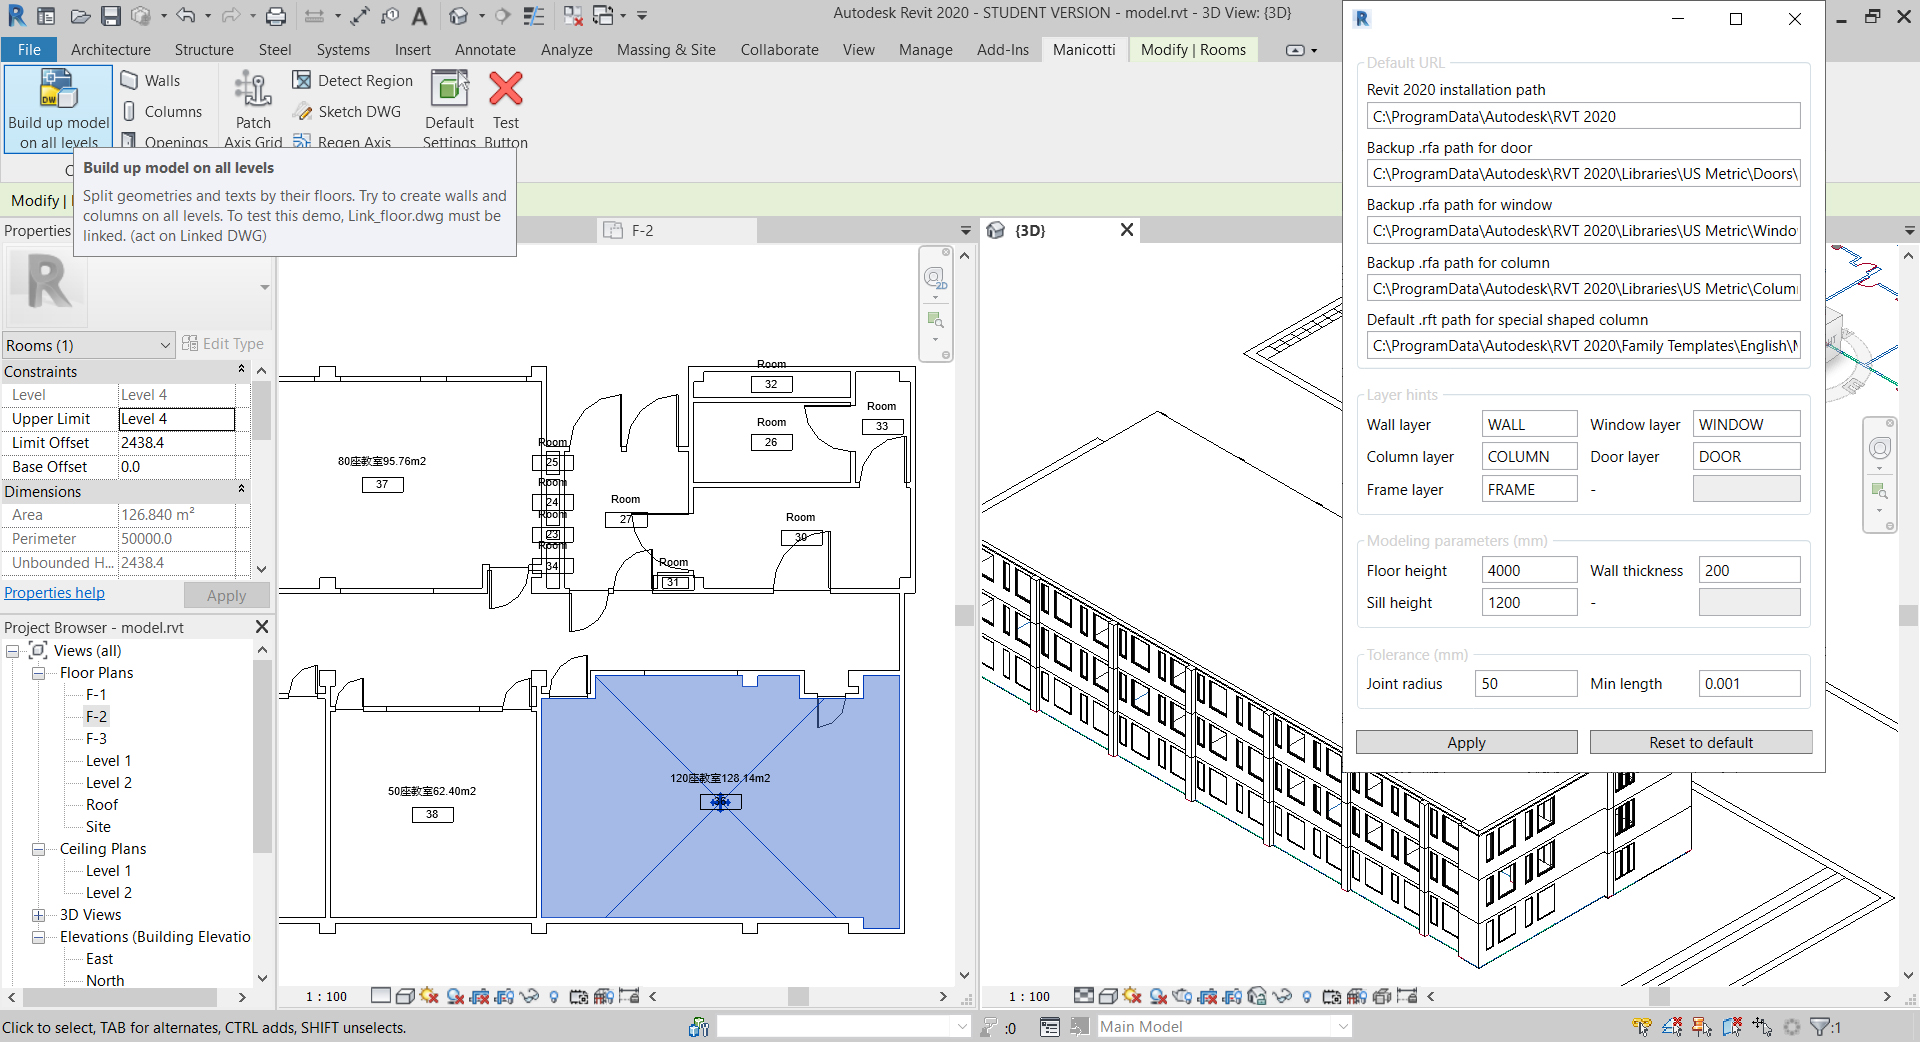 Autodesk Revit 2020 - STUDENT VERSION - model.rvt - 3D View: {3D}
File Architecture Structure Steel Systems Insert Annotate Analyze Massing & Site Collaborate View Manage Add-Ins Manicotti Modify | Rooms
Build up model
on all levels
Walls
Columns
Openings
Patch
Axis Grid
Detect Region
Sketch DWG
Regen Axis
Default
Settings
Test
Button
Build up model on all levels
Split geometries and texts by their floors. Try to create walls and
columns on all levels. To test this demo, Link_floor.dwg must be
linked. (act on Linked DWG)
Modify |
Properties
Rooms (1)
Edit Type
Constraints
Level Level 4
Upper Limit Level 4
Limit Offset 2438.4
Base Offset 0.0
Dimensions
Area 126.840 m²
Perimeter 50000.0
Unbounded H... 2438.4
Properties help
Apply
Project Browser - model.rvt
Views (all)
Floor Plans
F-1
F-2
F-3
Level 1
Level 2
Roof
Site
Ceiling Plans
Level 1
Level 2
3D Views
Elevations (Building Elevatio
East
North
F-2
2D
80座教室95.76m2
37
Room
25
Room
24
Room
23
Room
34
Room
27
Room
31
Room
32
Room
26
Room
33
Room
30
50座教室62.40m2
38
120座教室128.14m2
1 : 100
{3D}
1 : 100
Default URL
Revit 2020 installation path
C:\ProgramData\Autodesk\RVT 2020
Backup .rfa path for door
C:\ProgramData\Autodesk\RVT 2020\Libraries\US Metric\Doors\
Backup .rfa path for window
C:\ProgramData\Autodesk\RVT 2020\Libraries\US Metric\Windo
Backup .rfa path for column
C:\ProgramData\Autodesk\RVT 2020\Libraries\US Metric\Colum
Default .rft path for special shaped column
C:\ProgramData\Autodesk\RVT 2020\Family Templates\English\M
Layer hints
Wall layer WALL Window layer WINDOW
Column layer COLUMN Door layer DOOR
Frame layer FRAME -
Modeling parameters (mm)
Floor height 4000 Wall thickness 200
Sill height 1200 -
Tolerance (mm)
Joint radius 50 Min length 0.001
Apply Reset to default
Click to select, TAB for alternates, CTRL adds, SHIFT unselects.
:0
Main Model
:1